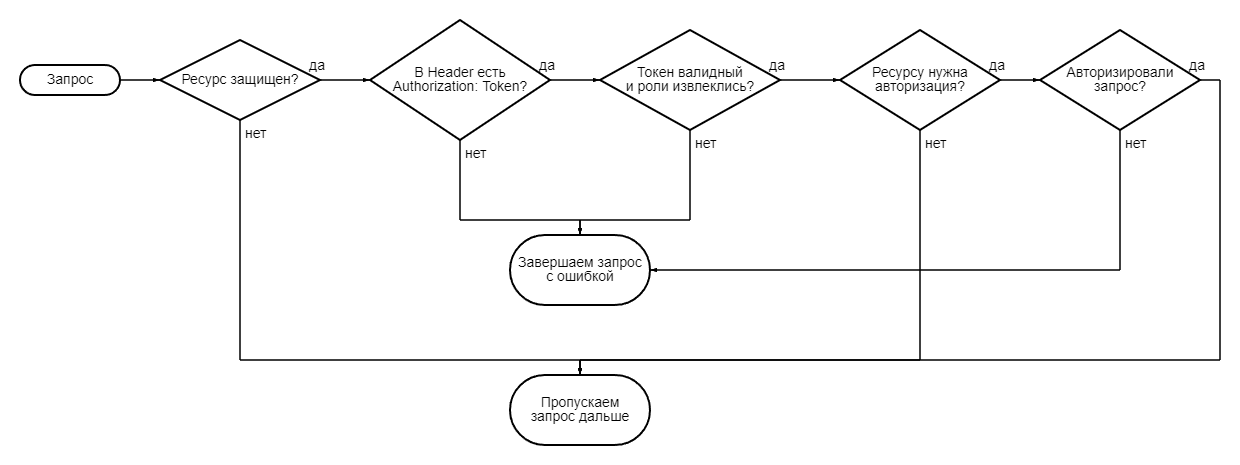 Запрос
Ресурс защищен?
да
нет
В Header есть
Authorization: Token?
да
нет
Токен валидный
и роли извлеклись?
да
нет
Ресурсу нужна
авторизация?
да
нет
Авторизировали
запрос?
да
нет
Завершаем запрос
с ошибкой
Пропускаем
запрос дальше